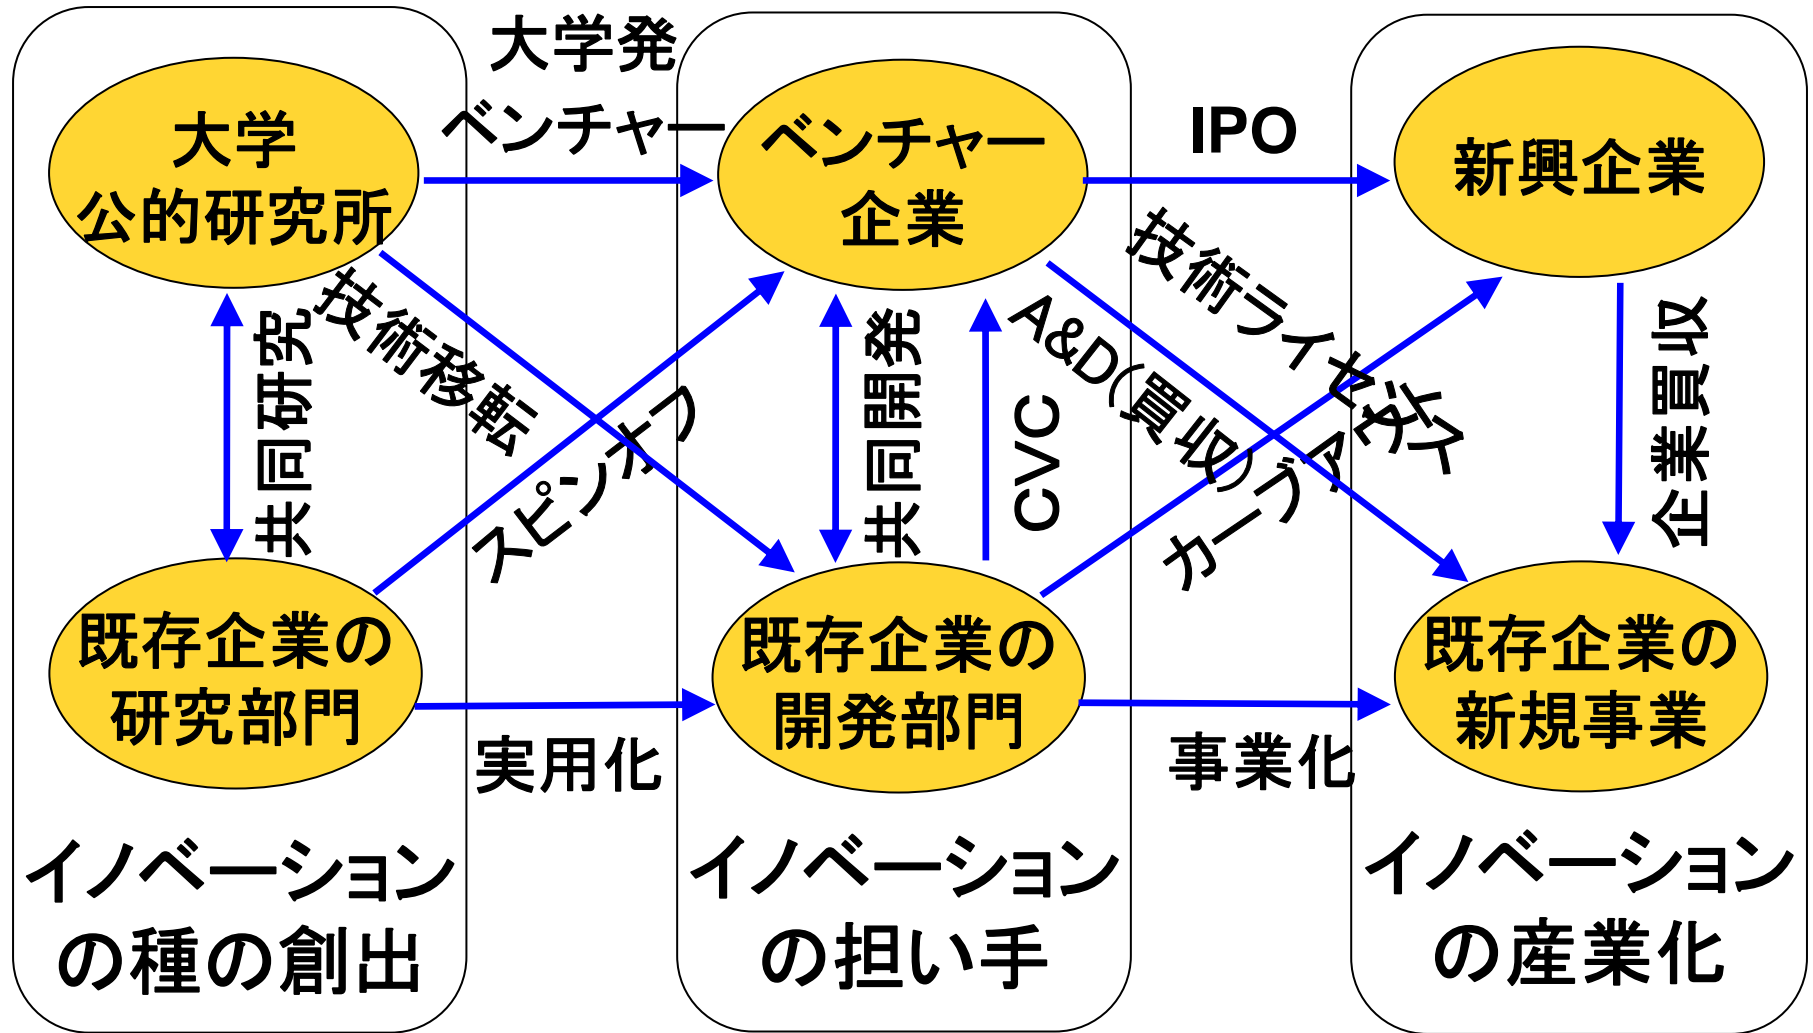 大学発
ベンチャー
大学
公的研究所
ベンチャー
企業
IPO
新興企業
共同研究
技術移転
スピンオフ
共同開発
CVC
A&D(買収)
技術ライセンス
カーブアウト
企業買収
既存企業の
研究部門
実用化
既存企業の
開発部門
事業化
既存企業の
新規事業
イノベーション
の種の創出
イノベーション
の担い手
イノベーション
の産業化